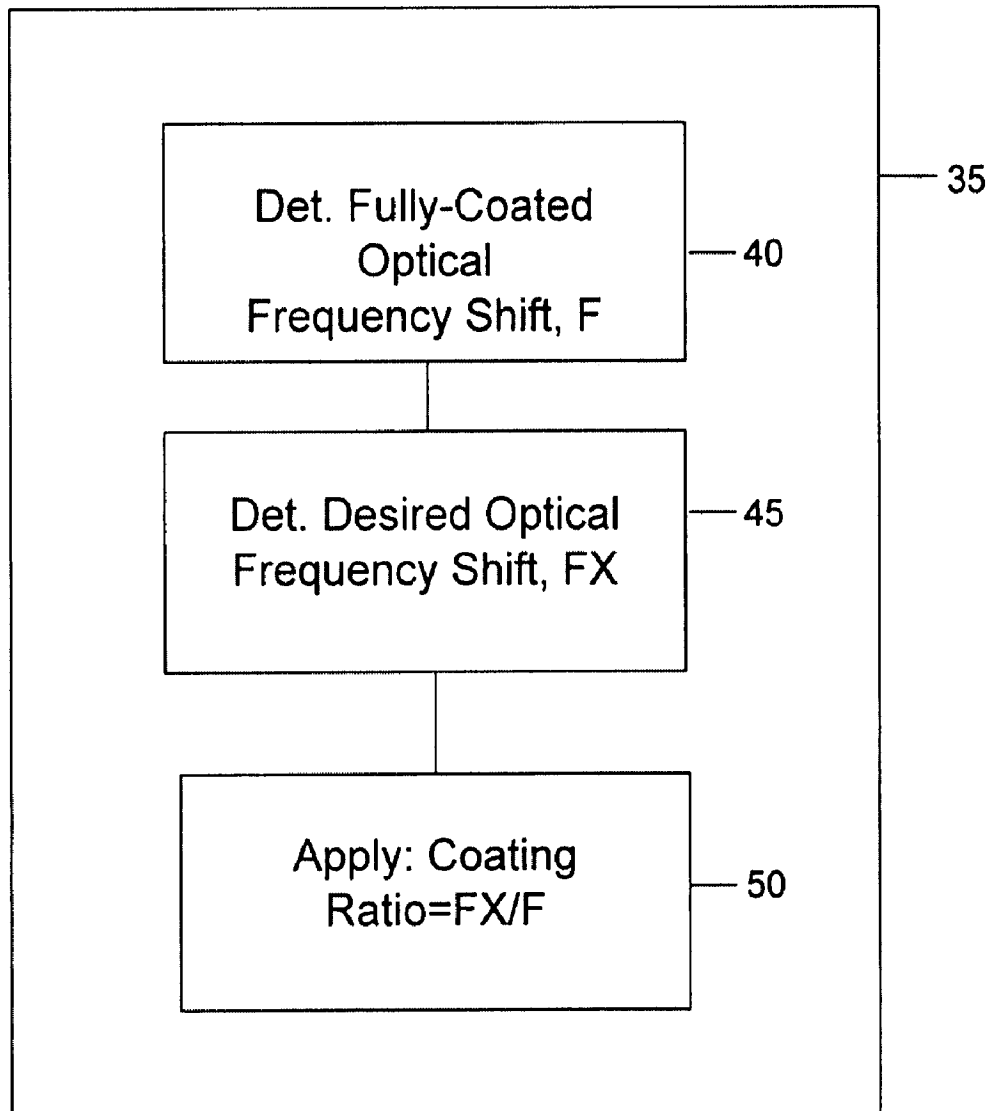 35
Det. Fully-Coated
Optical
Frequency Shift, F
40
Det. Desired Optical
Frequency Shift, FX
45
Apply: Coating
Ratio=FX/F
50